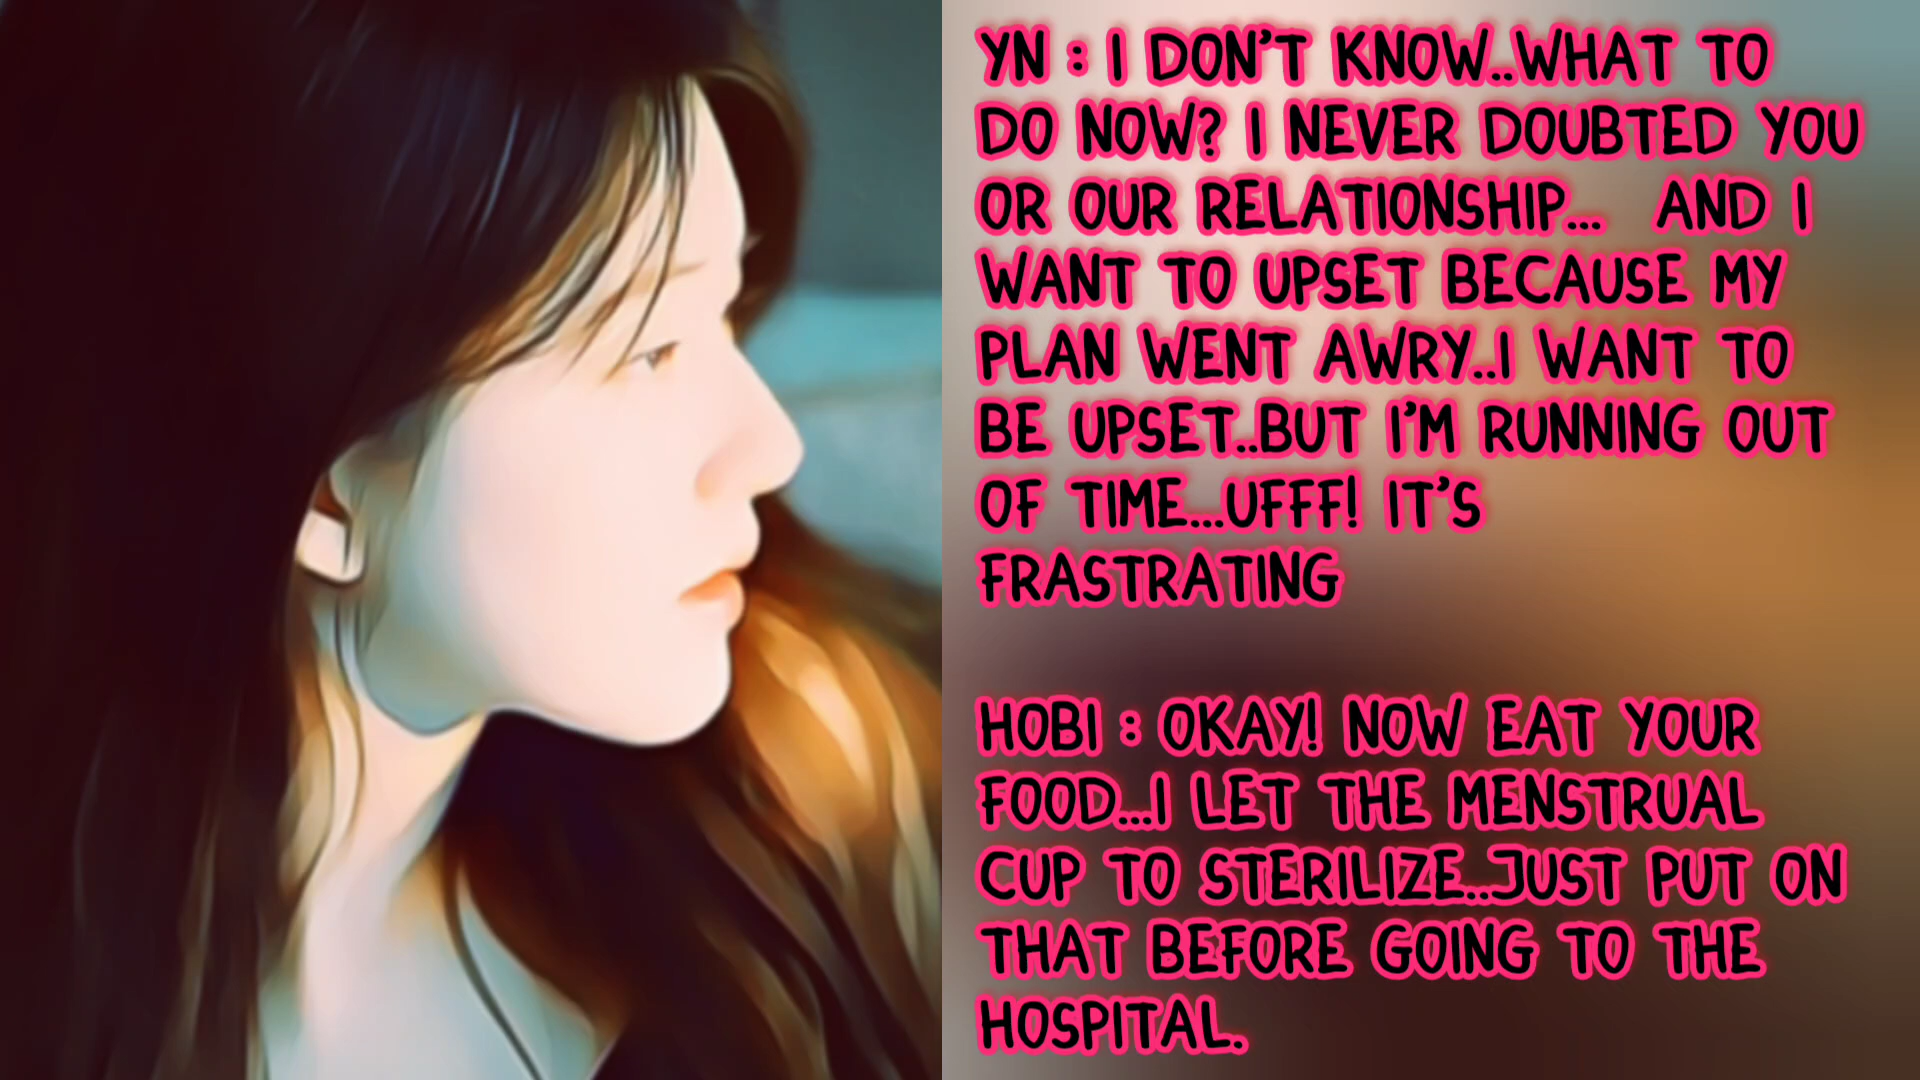 YN : I DON'T KNOW..WHAT TO
DO NOW? I NEVER DOUBTED YOU
OR OUR RELATIONSHIP... AND I
WANT TO UPSET BECAUSE MY
PLAN WENT AWRY..I WANT TO
BE UPSET..BUT I'M RUNNING OUT
OF TIME...UFFF! IT'S
FRASTRATING
HOBI : OKAY! NOW EAT YOUR
FOOD...I LET THE MENSTRUAL
CUP TO STERILIZE...JUST PUT ON
THAT BEFORE GOING TO THE
HOSPITAL.